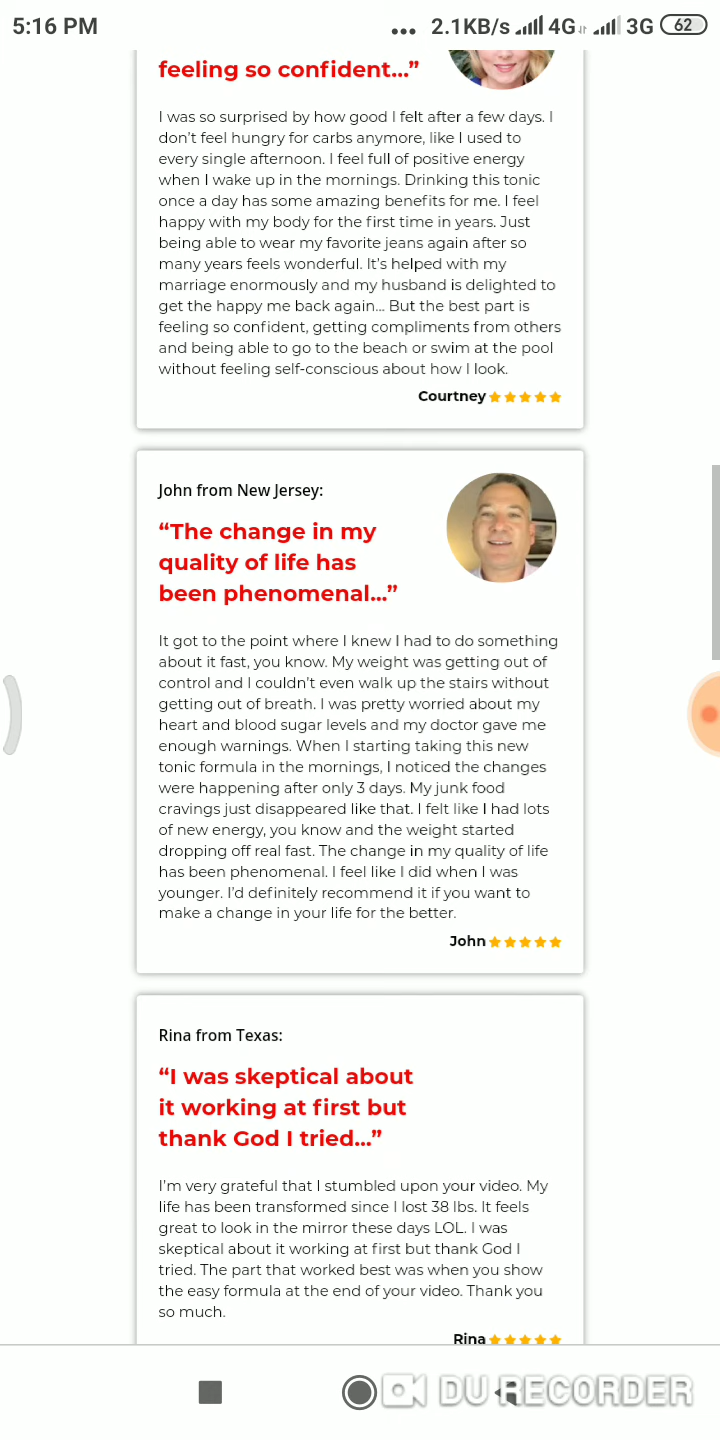 5:16 PM ... 2.1KB/s 4G 3G 62
feeling so confident...”
I was so surprised by how good I felt after a few days. I
don’t feel hungry for carbs anymore, like I used to
every single afternoon. I feel full of positive energy
when I wake up in the mornings. Drinking this tonic
once a day has some amazing benefits for me. I feel
happy with my body for the first time in years. Just
being able to wear my favorite jeans again after so
many years feels wonderful. It’s helped with my
marriage enormously and my husband is delighted to
get the happy me back again... But the best part is
feeling so confident, getting compliments from others
and being able to go to the beach or swim at the pool
without feeling self-conscious about how I look.
Courtney
John from New Jersey:
“The change in my
quality of life has
been phenomenal...”
It got to the point where I knew I had to do something
about it fast, you know. My weight was getting out of
control and I couldn’t even walk up the stairs without
getting out of breath. I was pretty worried about my
heart and blood sugar levels and my doctor gave me
enough warnings. When I starting taking this new
tonic formula in the mornings, I noticed the changes
were happening after only 3 days. My junk food
cravings just disappeared like that. I felt like I had lots
of new energy, you know and the weight started
dropping off real fast. The change in my quality of life
has been phenomenal. I feel like I did when I was
younger. I’d definitely recommend it if you want to
make a change in your life for the better.
John
Rina from Texas:
“I was skeptical about
it working at first but
thank God I tried...”
I’m very grateful that I stumbled upon your video. My
life has been transformed since I lost 38 lbs. It feels
great to look in the mirror these days LOL. I was
skeptical about it working at first but thank God I
tried. The part that worked best was when you show
the easy formula at the end of your video. Thank you
so much.
Rina
DU RECORDER